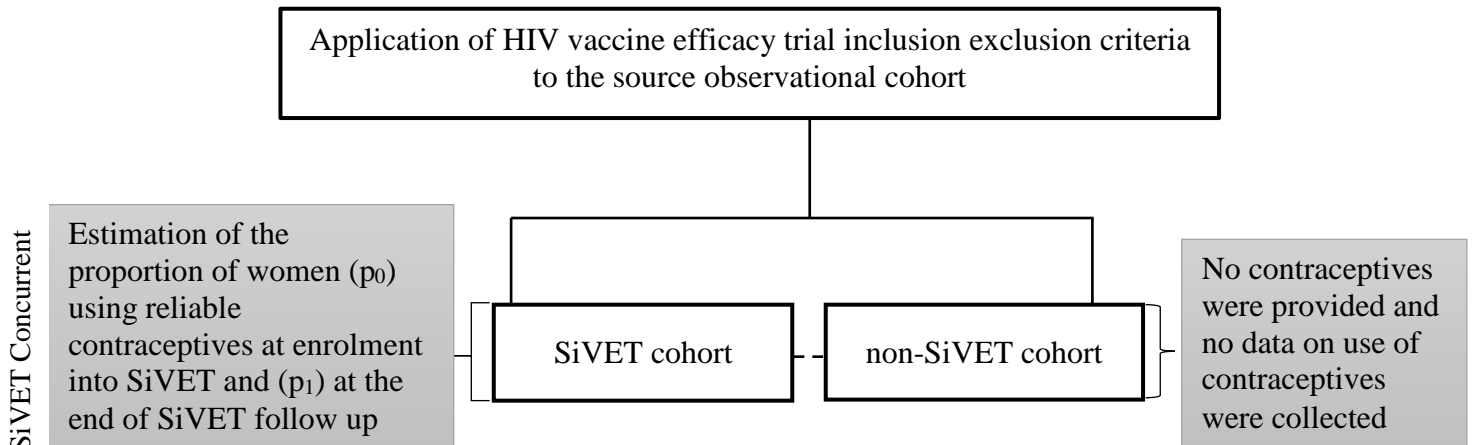 Application of HIV vaccine efficacy trial inclusion exclusion criteria
to the source observational cohort
SiVET Concurrent
Estimation of the
proportion of women (p₀)
using reliable
contraceptives at enrolment
into SiVET and (p₁) at the
end of SiVET follow up
SiVET cohort
non-SiVET cohort
No contraceptives
were provided and
no data on use of
contraceptives
were collected